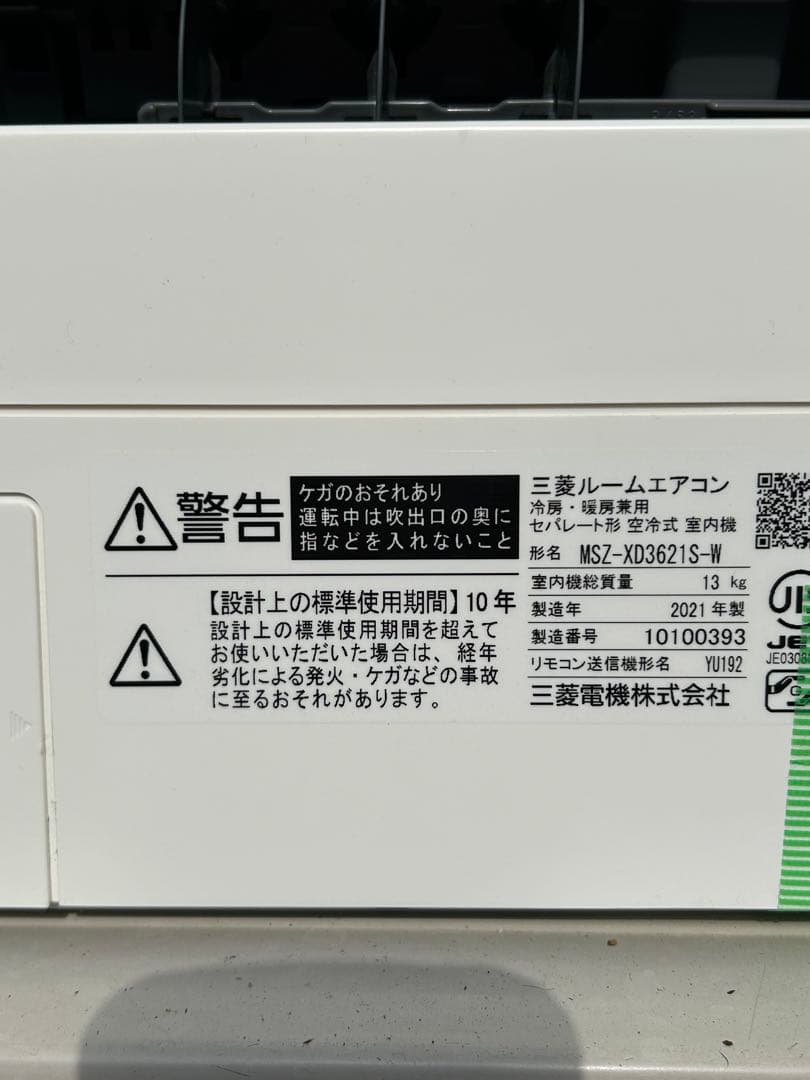 警告
ケガのおそれあり
運転中は吹出口の奥に
指などを入れないこと
【設計上の標準使用期間】10年
設計上の標準使用期間を超えて
お使いいただいた場合は、経年
劣化による発火・ケガなどの事故
に至るおそれがあります。
三菱ルームエアコン
冷房・暖房兼用
セパレート形 空冷式 室内機
形名 MSZ-XD3621S-W
室内機総質量 13 kg
製造年 2021 年製
製造番号 10100393
リモコン送信機形名 YU192
三菱電機株式会社